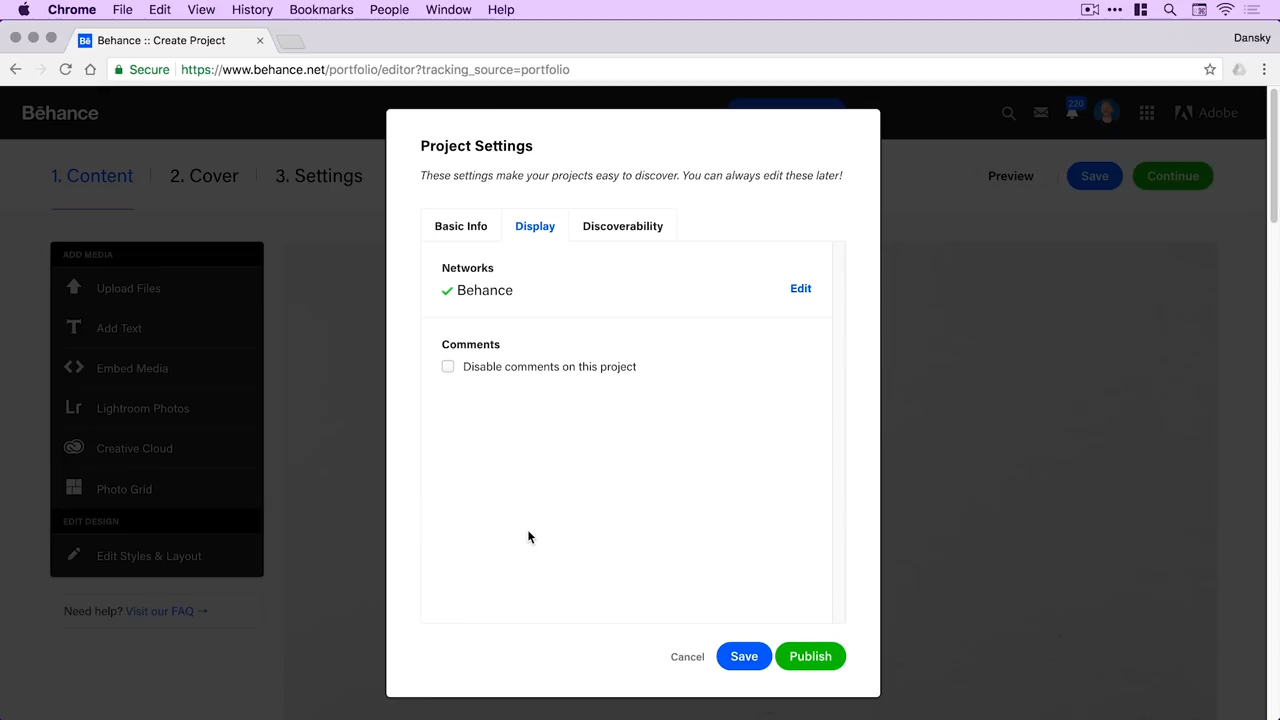 Chrome File Edit View History Bookmarks People Window Help
Bē Behance :: Create Project × Dansky
Secure https://www.behance.net/portfolio/editor?tracking_source=portfolio
Bēhance 220 Adobe
1. Content 2. Cover 3. Settings Preview Save Continue
Project Settings
These settings make your projects easy to discover. You can always edit these later!
Basic Info Display Discoverability
ADD MEDIA
Upload Files
T Add Text
Embed Media
Lr Lightroom Photos
Creative Cloud
Photo Grid
EDIT DESIGN
Edit Styles & Layout
Need help? Visit our FAQ →
Networks
Behance Edit
Comments
Disable comments on this project
Cancel Save Publish